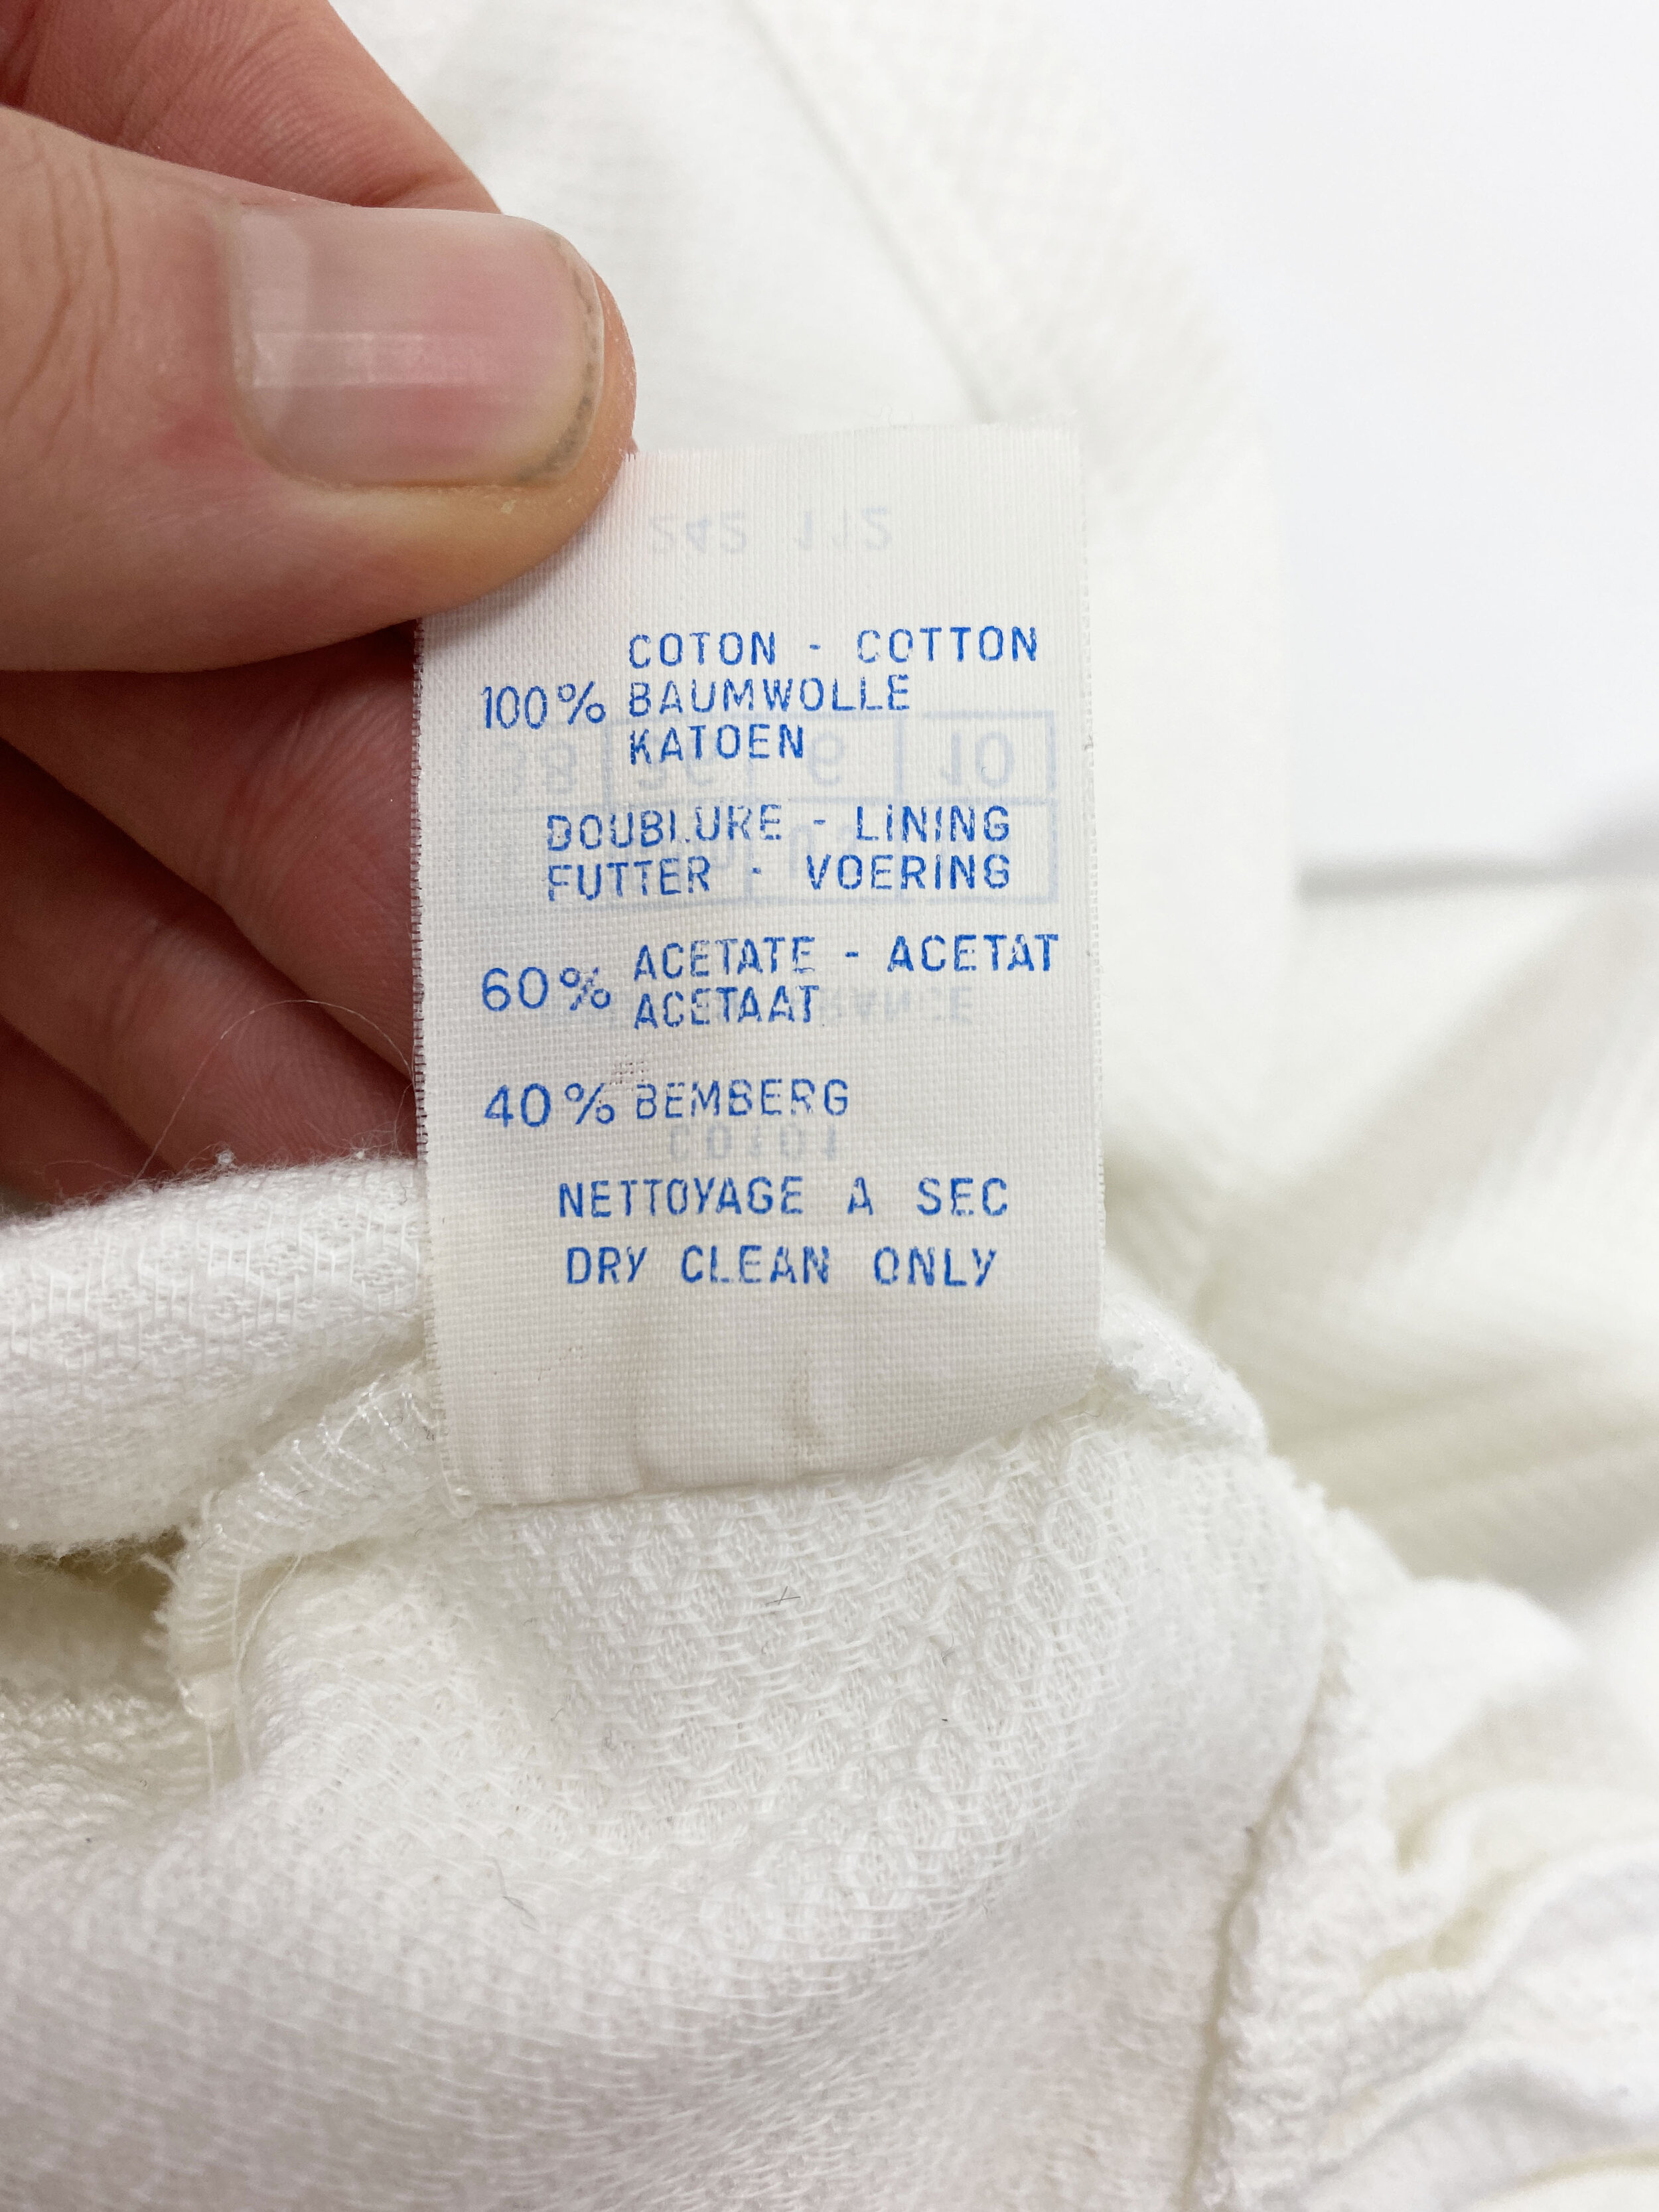 COTON - COTTON
100% BAUMWOLLE
KATOEN
DOUBLURE - LINING
FUTTER - VOERING
60% ACETATE - ACETAT
ACETAAT
40% BEMBERG
NETTOYAGE A SEC
DRY CLEAN ONLY